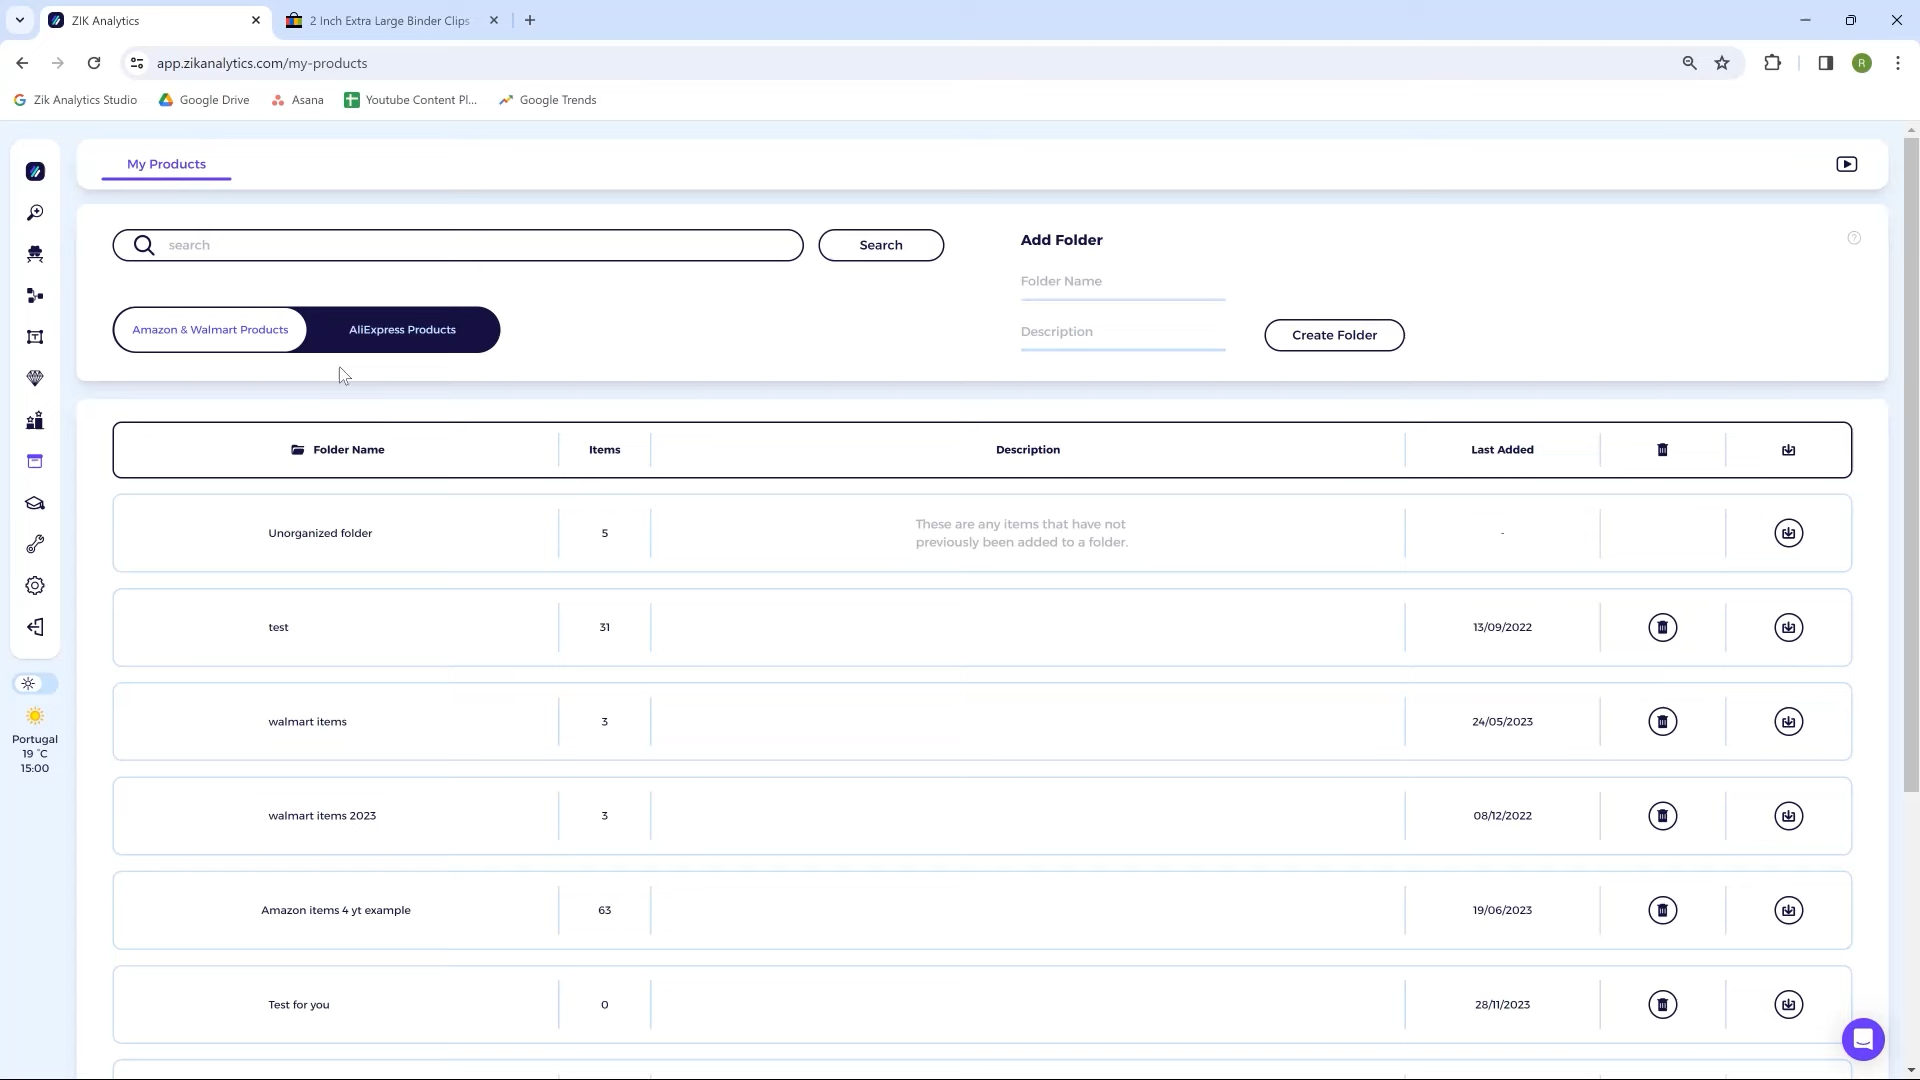 ZIK Analytics
2 Inch Extra Large Binder Clips
app.zikanalytics.com/my-products
R
Zik Analytics Studio
Google Drive
Asana
Youtube Content Pl...
Google Trends
My Products
search
Search
Add Folder
?
Folder Name
Amazon & Walmart Products
AliExpress Products
Description
Create Folder
Folder Name
Items
Description
Last Added
Unorganized folder
5
These are any items that have not
previously been added to a folder.
-
test
31
13/09/2022
walmart items
3
24/05/2023
Portugal
19 °C
15:00
walmart items 2023
3
08/12/2022
Amazon items 4 yt example
63
19/06/2023
Test for you
0
28/11/2023